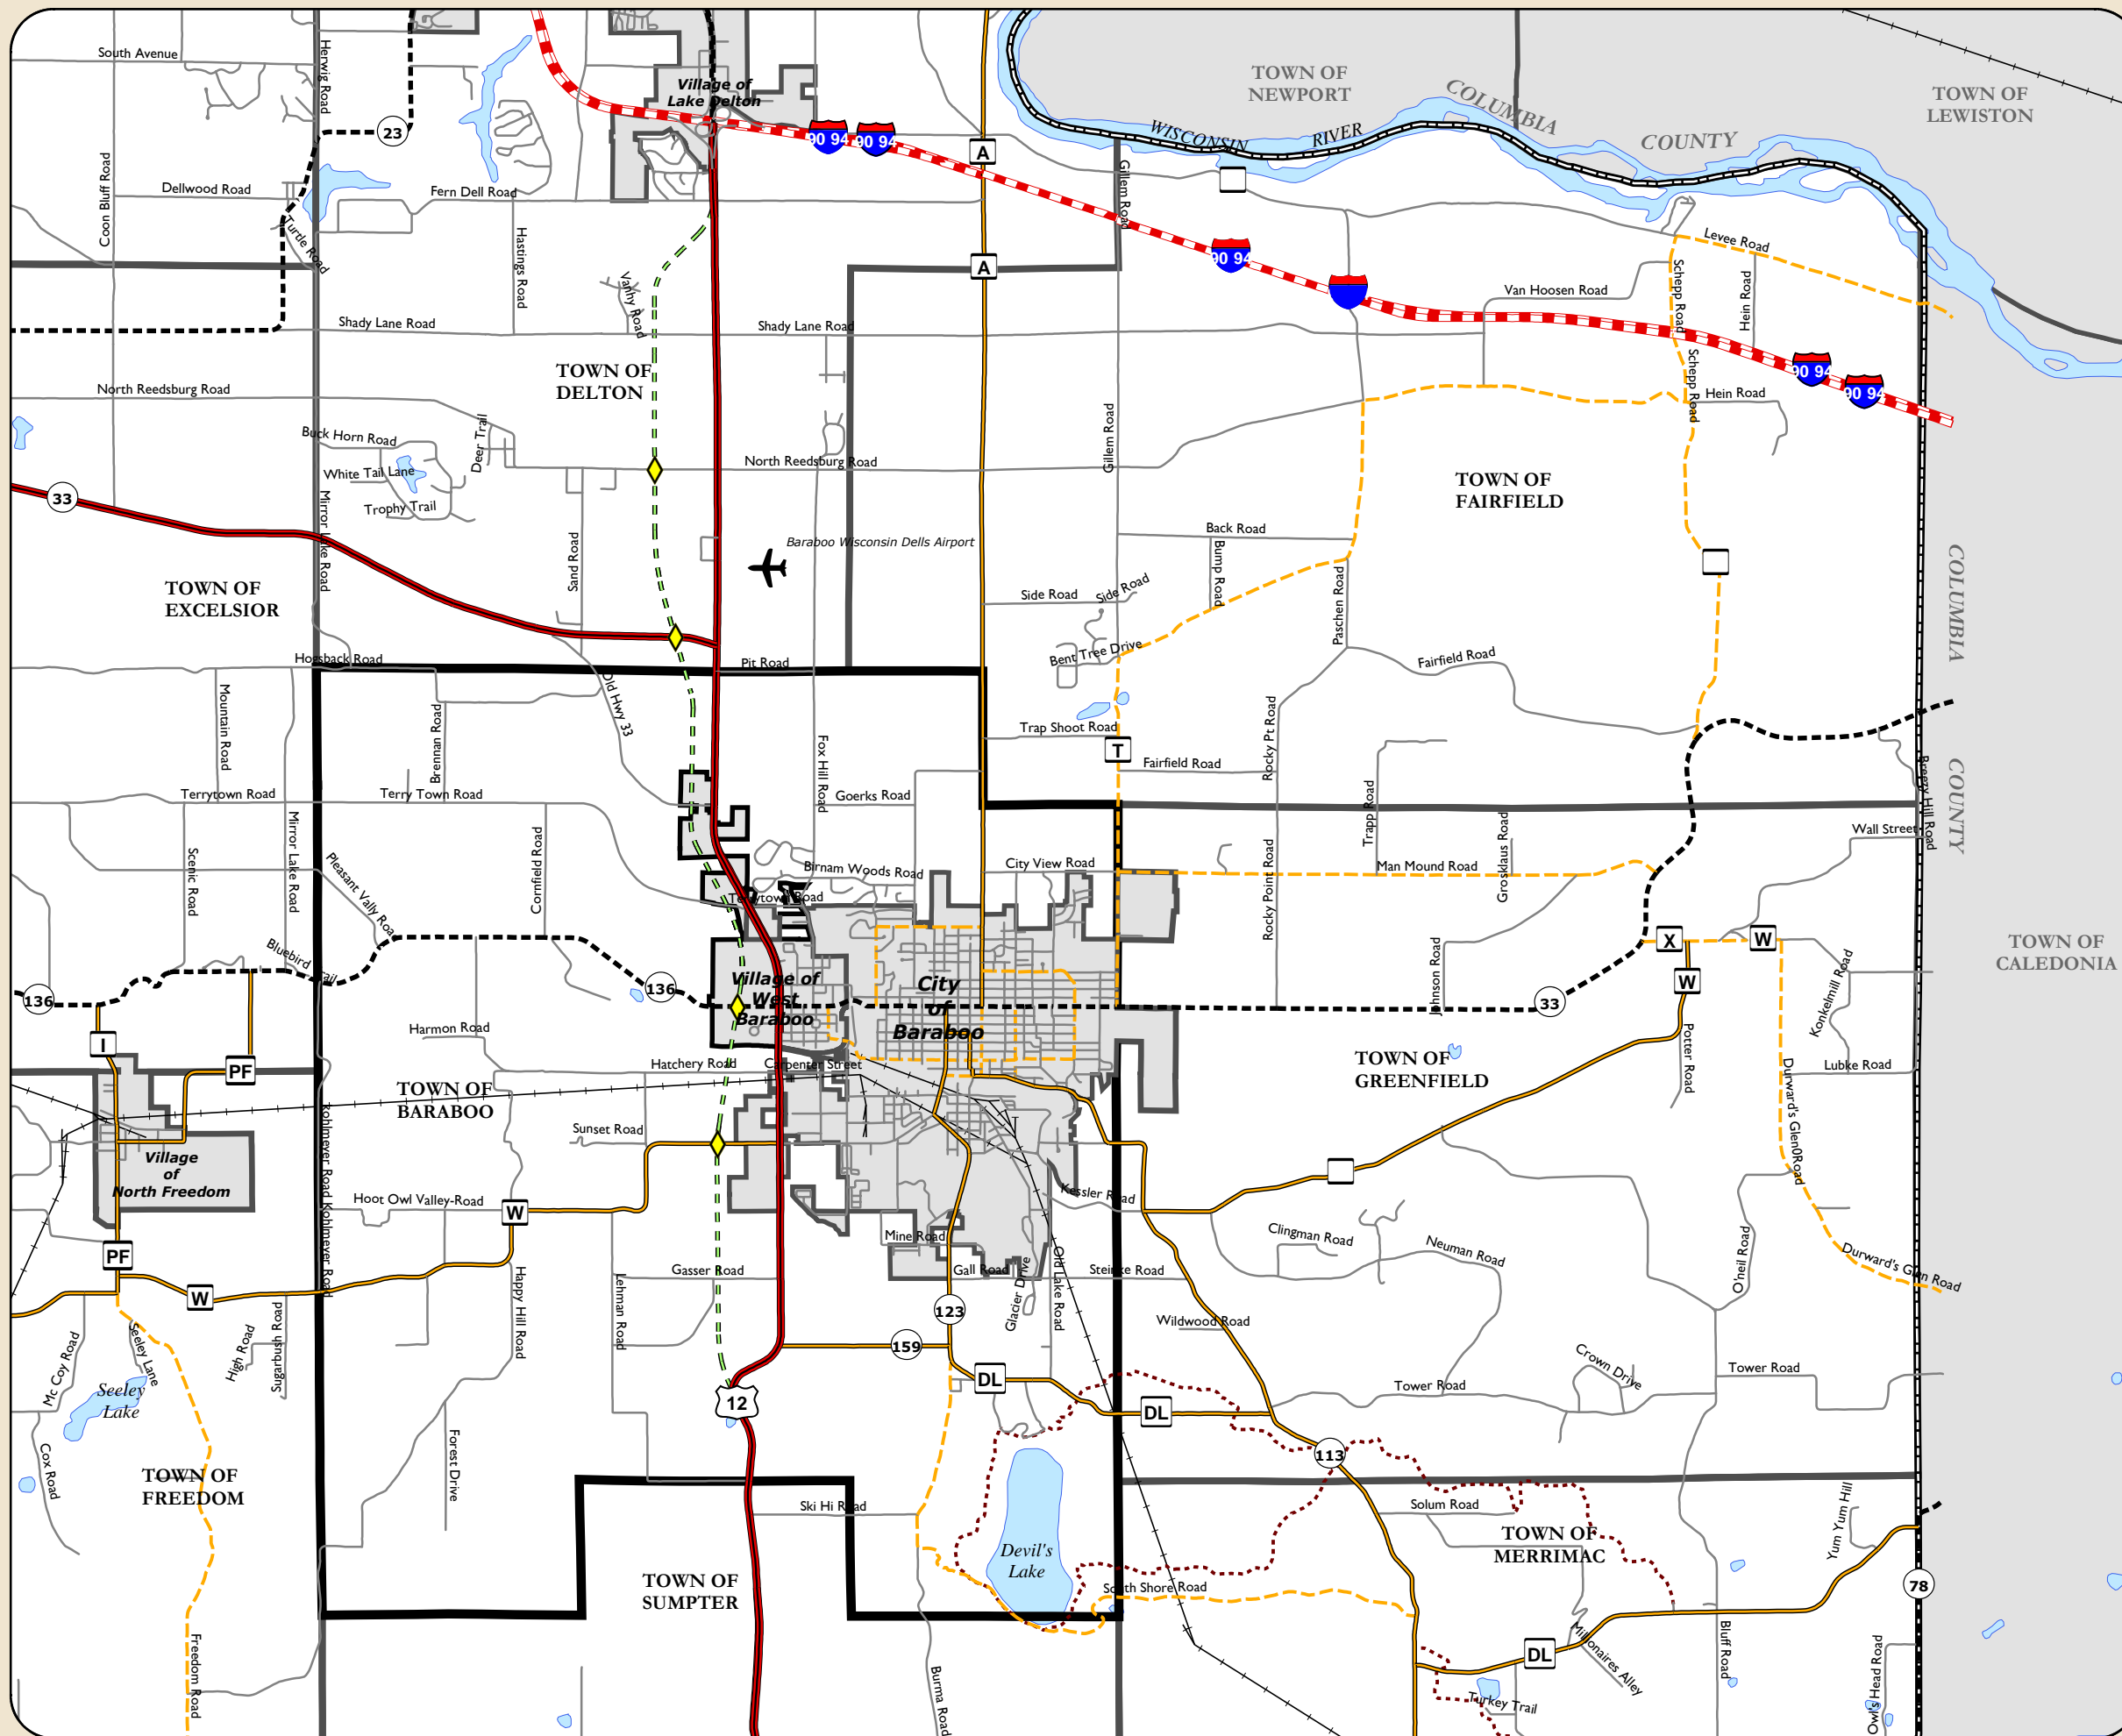 South Avenue
Herwig Road
Village of
Lake Delton
TOWN OF
NEWPORT
COLUMBIA
COUNTY
TOWN OF
LEWISTON
23
90 94
90 94
A
WISCONSIN
RIVER
Coon Bluff Road
Dellwood Road
Fern Dell Road
Gillem Road
Turtle Road
Hastings Road
Vanhy Road
A
90 94
Levee Road
Schepp Road
Hein Road
Van Hoosen Road
Shady Lane Road
Shady Lane Road
TOWN OF
DELTON
90 94
90 94
Schepp Road
Hein Road
North Reedsburg Road
Buck Horn Road
Deer Trail
White Tail Lane
Trophy Trail
North Reedsburg Road
Gillem Road
TOWN OF
FAIRFIELD
33
Mirror Lake Road
Sand Road
Baraboo Wisconsin Dells Airport
Back Road
Bump Road
Paschen Road
COLUMBIA
COUNTY
TOWN OF
EXCELSIOR
Side Road
Side Road
Bent Tree Drive
Fairfield Road
Hogsback Road
Pit Road
Old Hwy 33
Mountain Road
Brennan Road
Fox Hill Road
Trap Shoot Road
T
Fairfield Road
Rocky Pt Road
Breezy Hill Road
Terrytown Road
Terry Town Road
Goerks Road
Trapp Road
Wall Street
Mirror Lake Road
Scenic Road
Pleasant Vally Road
Cornfield Road
Birnam Woods Road
City View Road
Rocky Point Road
Man Mound Road
Grosklaus Road
Terrytown Road
Bluebird Trail
136
136
Village of
West
Baraboo
City
of
Baraboo
Johnson Road
33
X
W
W
Konkelmill Road
TOWN OF
CALEDONIA
I
PF
Harmon Road
Hatchery Road
Carpenter Street
TOWN OF
BARABOO
TOWN OF
GREENFIELD
Potter Road
Lubke Road
Durward's Glen0Road
Sunset Road
Village
of
North Freedom
Kohlmeyer Road
Kohlmeyer Road
Hoot Owl Valley-Road
W
Kessler Road
PF
W
Mine Road
Gall Road
Glacier Drive
Old Lake Road
Steinke Road
Clingman Road
Neuman Road
O'neil Road
Durward's Glen Road
Gasser Road
Happy Hill Road
Lehman Road
123
159
Wildwood Road
Mc Coy Road
Seeley Lane
High Road
Sugarbush Road
Seeley
Lake
12
DL
DL
Tower Road
Crown Drive
Tower Road
113
Cox Road
TOWN OF
FREEDOM
Forest Drive
Ski Hi Road
Solum Road
TOWN OF
MERRIMAC
Yum Yum Hill
Devil's
Lake
TOWN OF
SUMPTER
South Shore Road
78
Freedom Road
Burma Road
DL
Millonaires Alley
Turkey Trail
Bluff Road
Owl's Head Road